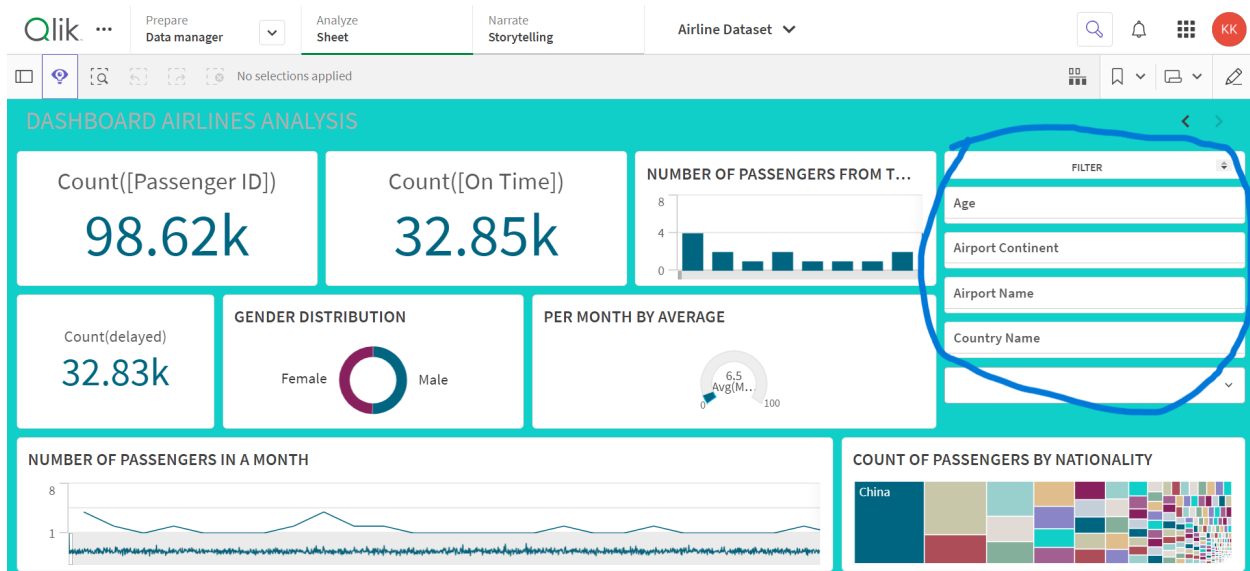 Qlik
Prepare
Data manager
Analyze
Sheet
Narrate
Storytelling
Airline Dataset
KK
No selections applied
DASHBOARD AIRLINES ANALYSIS
Count([Passenger ID])
98.62k
Count([On Time])
32.85k
NUMBER OF PASSENGERS FROM T...
8
4
0
FILTER
Age
Airport Continent
Airport Name
Country Name
Count(delayed)
32.83k
GENDER DISTRIBUTION
Female
Male
PER MONTH BY AVERAGE
6.5
Avg(M...
0
100
NUMBER OF PASSENGERS IN A MONTH
8
1
COUNT OF PASSENGERS BY NATIONALITY
China